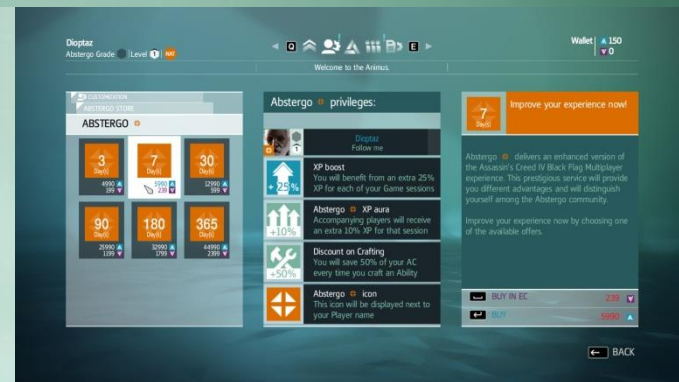 Dioptaz
Abstergo Grade Level 1 NAT
Q E
Welcome to the Animus.
Wallet 150
0
CUSTOMIZATION
ABSTERGO STORE
ABSTERGO
3
Day(s)
4990
199
7
Day(s)
5990
239
30
Day(s)
12990
599
90
Day(s)
25990
1199
180
Day(s)
32990
1799
365
Day(s)
44990
2399
Abstergo privileges:
Dioptaz
Follow me
1
+25%
XP boost
You will benefit from an extra 25%
XP for each of your Game sessions
+10%
Abstergo XP aura
Accompanying players will receive
an extra 10% XP for that session
+50%
Discount on Crafting
You will save 50% of your AC
every time you craft an Ability
Abstergo icon
This icon will be displayed next to
your Player name
7
Day(s)
Improve your experience now!
Abstergo delivers an enhanced version of
the Assassin's Creed IV Black Flag Multiplayer
experience. This prestigious service will provide
you different advantages and will distinguish
yourself among the Abstergo community.
Improve your experience now by choosing one
of the available offers.
BUY IN EC 239
BUY 5990
BACK